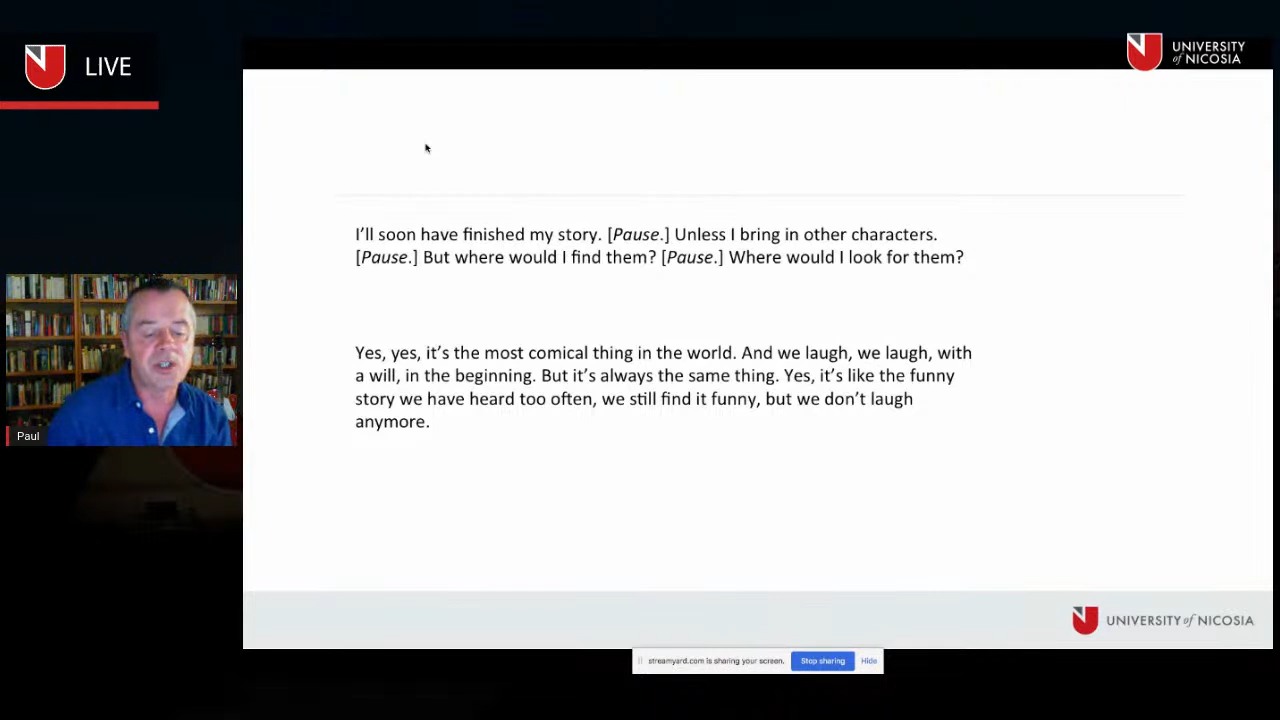 LIVE
UNIVERSITY
of NICOSIA
I'll soon have finished my story. [Pause.] Unless I bring in other characters.
[Pause.] But where would I find them? [Pause.] Where would I look for them?
Yes, yes, it's the most comical thing in the world. And we laugh, we laugh, with
a will, in the beginning. But it's always the same thing. Yes, it's like the funny
story we have heard too often, we still find it funny, but we don't laugh
anymore.
Paul
UNIVERSITY of NICOSIA
streamyard.com is sharing your screen. Stop sharing Hide